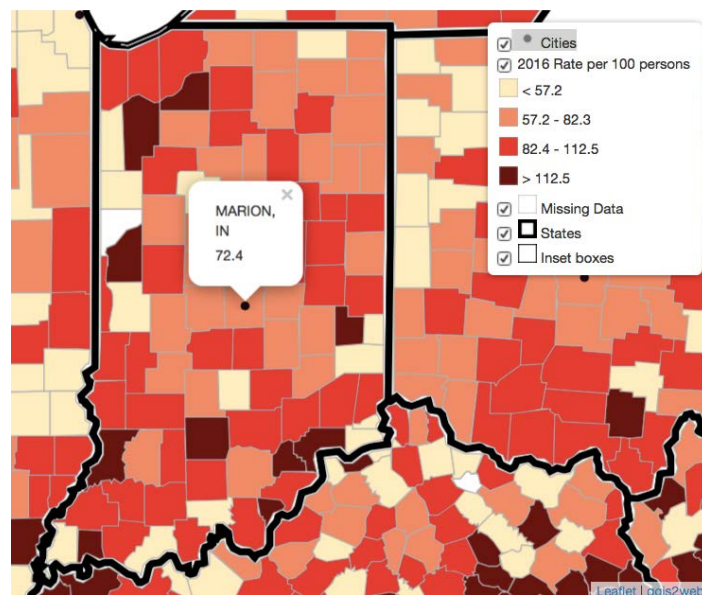 Cities
2016 Rate per 100 persons
< 57.2
57.2 - 82.3
82.4 - 112.5
> 112.5
Missing Data
States
Inset boxes
×
MARION,
IN
72.4
Leaflet | qgis2web